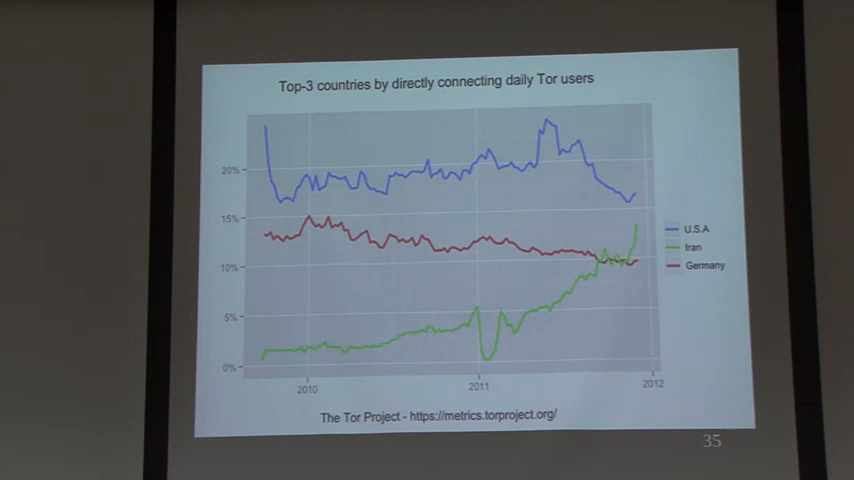 Top-3 countries by directly connecting daily Tor users
20%
15%
10%
5%
0%
2010
2011
2012
U.S.A
Iran
Germany
The Tor Project - https://metrics.torproject.org/
35